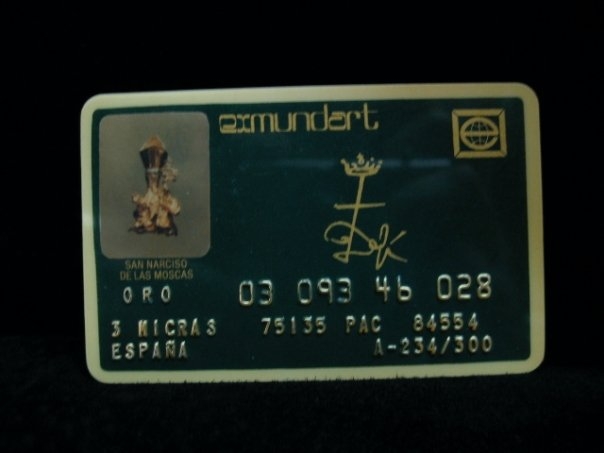 exmundart
Dalí
SAN NARCISO
DE LAS MOSCAS
ORO
03 093 46 028
3 MICRAS 75135 PAC 84554
ESPAÑA A-234/300